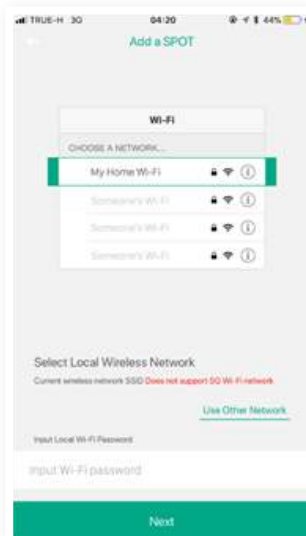 TRUE-H 3G 04:20 44%
Add a SPOT
Wi-Fi
CHOOSE A NETWORK...
My Home Wi-Fi
Someone's Wi-Fi
Someone's Wi-Fi
Someone's Wi-Fi
Select Local Wireless Network
Current wireless network SSID Does not support 5G Wi-Fi network
Use Other Network
Input Local Wi-Fi Password
Input Wi-Fi password
Next